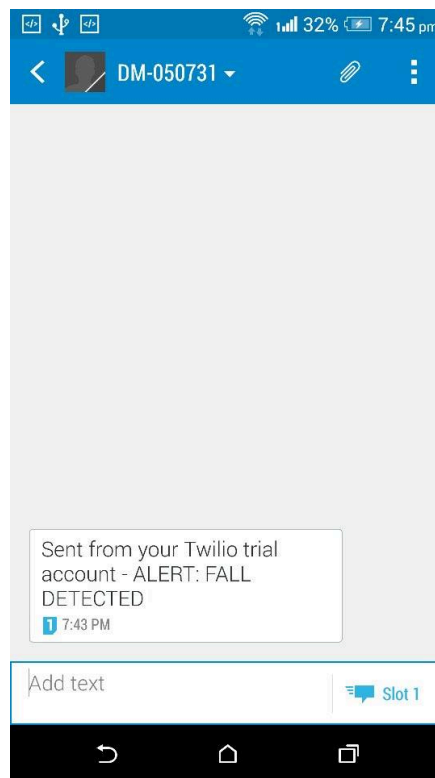 32% 7:45 pm
DM-050731
Sent from your Twilio trial
account - ALERT: FALL
DETECTED
1 7:43 PM
Add text
Slot 1